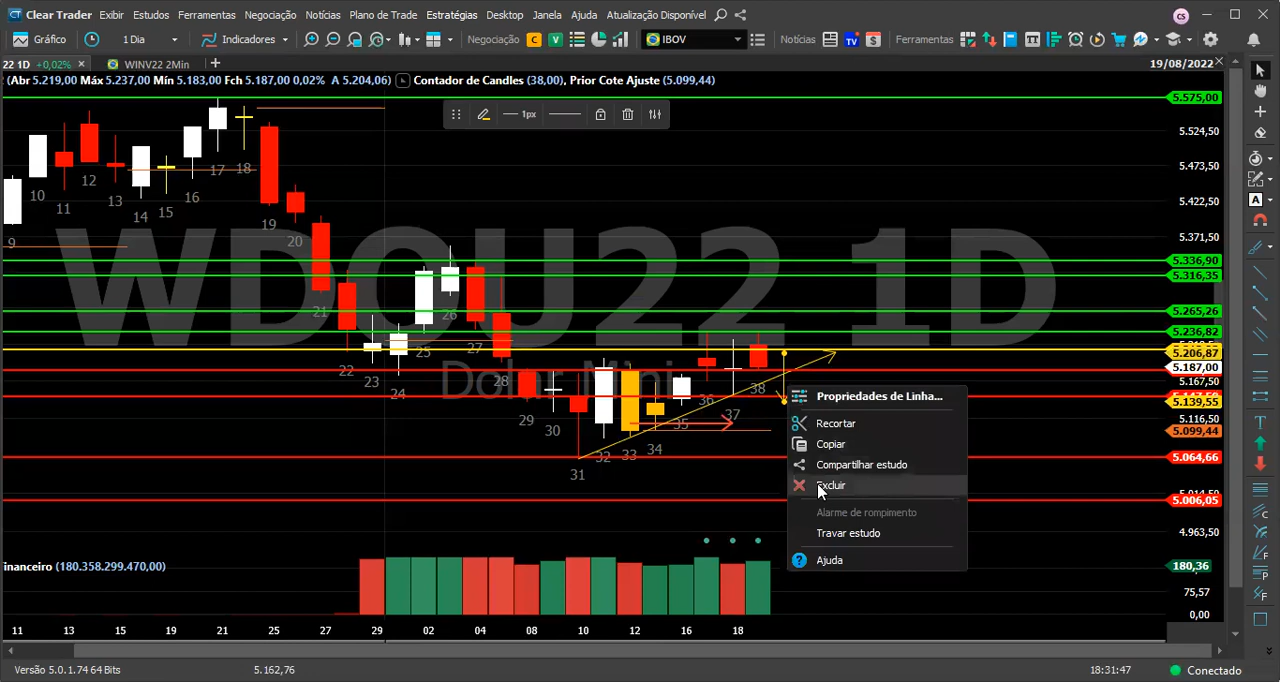 CT Clear Trader Exibir Estudos Ferramentas Negociação Notícias Plano de Trade Estratégias Desktop Janela Ajuda Atualização Disponível CS
Gráfico 1 Dia Indicadores Negociação C V IBOV Notícias TV $ Ferramentas TT
22 1D +0,02% WINV22 2Min 19/08/2022
(Abr 5.219,00 Máx 5.237,00 Mín 5.183,00 Fch 5.187,00 0,02% A 5.204,06) Contador de Candles (38,00), Prior Cote Ajuste (5.099,44)
5.575,00
1px
5.524,50
5.473,50
5.422,50
5.371,50
5.336,90
5.316,35
5.265,26
5.236,82
5.206,87
5.187,00
5.167,50
5.139,55
5.116,50
5.099,44
5.064,66
5.006,05
4.963,50
9 10 11 12 13 14 15 16 17 18 19 20 21 22 23 24 25 26 27 28 29 30 31 32 33 34 35 36 37 38
WDOU22 1D
Dolar Mini
Propriedades de Linha...
Recortar
Copiar
Compartilhar estudo
Excluir
Alarme de rompimento
Travar estudo
Ajuda
financeiro (180.358.299.470,00)
180,36
75,57
0,00
11 13 15 19 21 25 27 29 02 04 08 10 12 16 18
Versão 5.0.1.74 64 Bits 5.162,76 18:31:47 Conectado